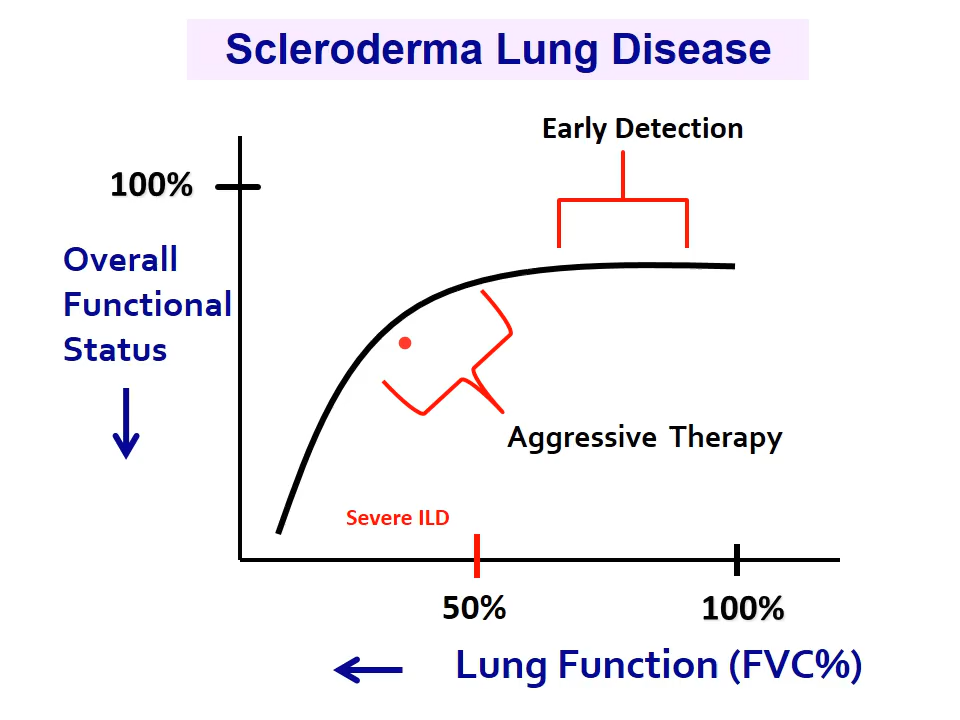 Scleroderma Lung Disease
Early Detection
100%
Overall
Functional
Status
Aggressive Therapy
Severe ILD
50%
100%
Lung Function (FVC%)